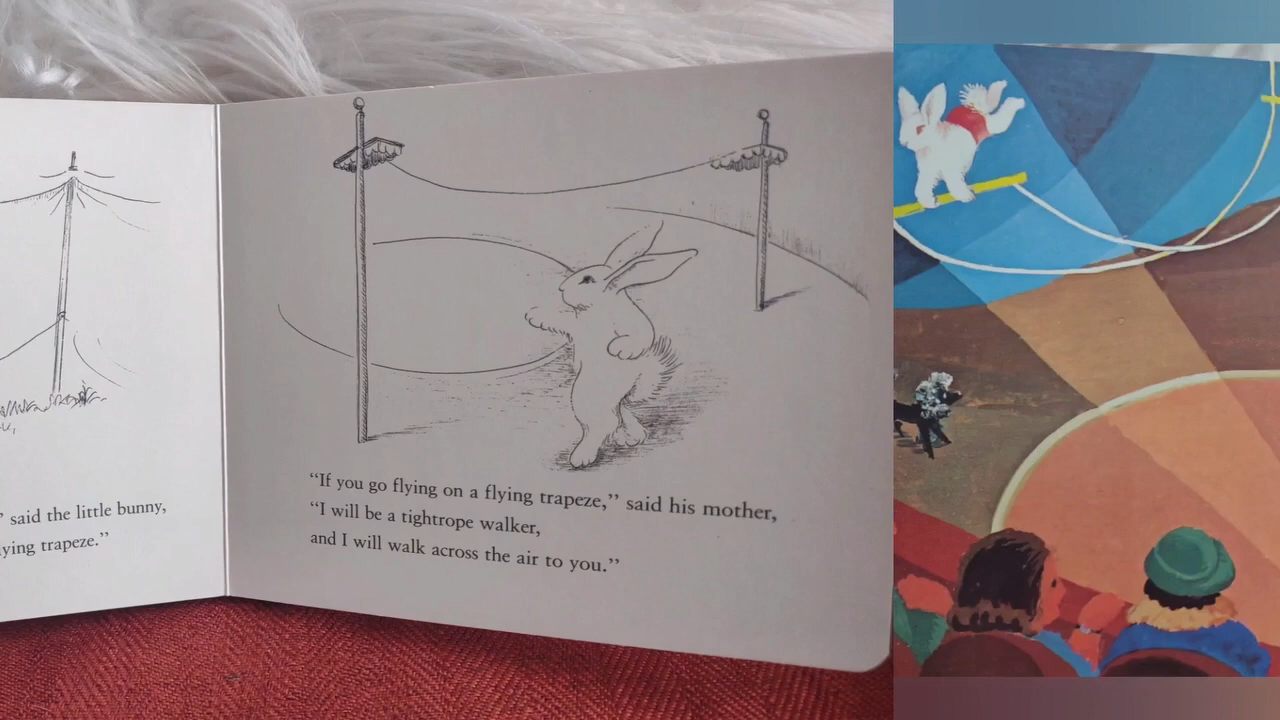 ” said the little bunny,
lying trapeze.”
“If you go flying on a flying trapeze,” said his mother,
“I will be a tightrope walker,
and I will walk across the air to you.”